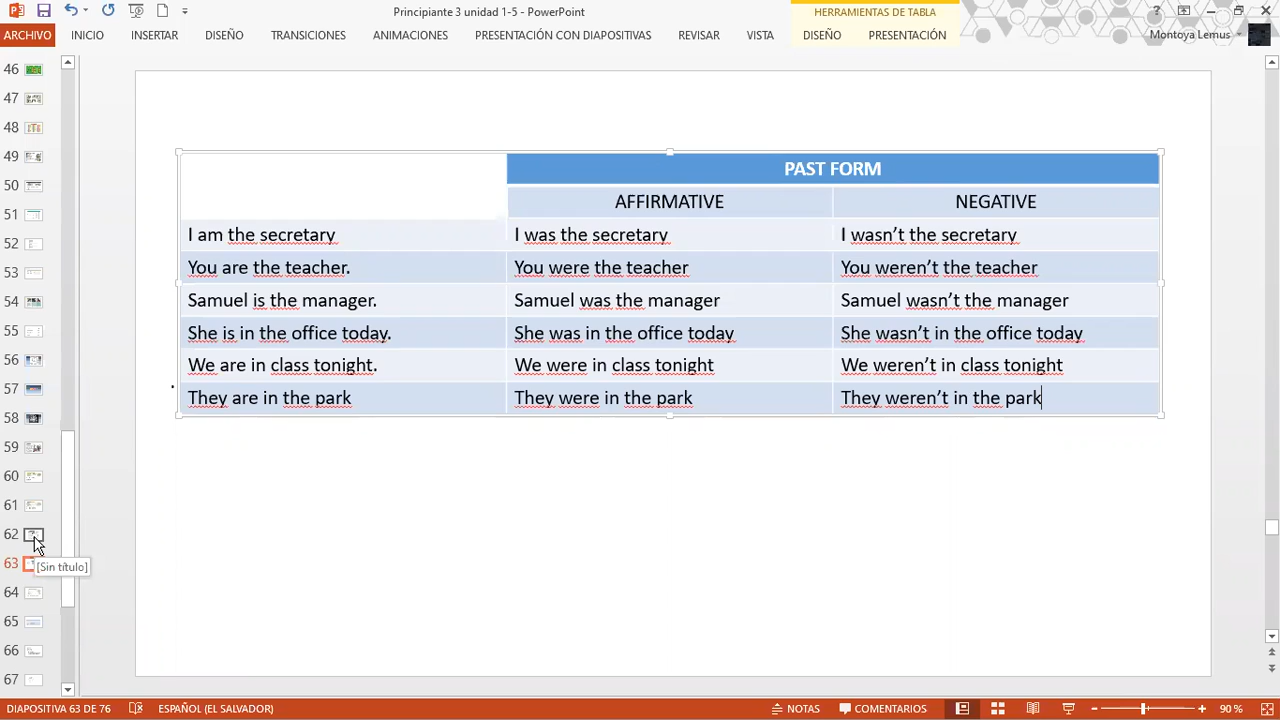 Principiante 3 unidad 1-5 - PowerPoint
HERRAMIENTAS DE TABLA
?
ARCHIVO INICIO INSERTAR DISEÑO TRANSICIONES ANIMACIONES PRESENTACIÓN CON DIAPOSITIVAS REVISAR VISTA DISEÑO PRESENTACIÓN Montoya Lemus
46
47
48
49
50
51
52
53
54
55
56
57
58
59
60
61
62
63
[Sin título]
64
65
66
67
PAST FORM
AFFIRMATIVE NEGATIVE
I am the secretary I was the secretary I wasn't the secretary
You are the teacher. You were the teacher You weren't the teacher
Samuel is the manager. Samuel was the manager Samuel wasn't the manager
She is in the office today. She was in the office today She wasn't in the office today
We are in class tonight. We were in class tonight We weren't in class tonight
They are in the park They were in the park They weren't in the park
DIAPOSITIVA 63 DE 76 ESPAÑOL (EL SALVADOR) NOTAS COMENTARIOS 90 %